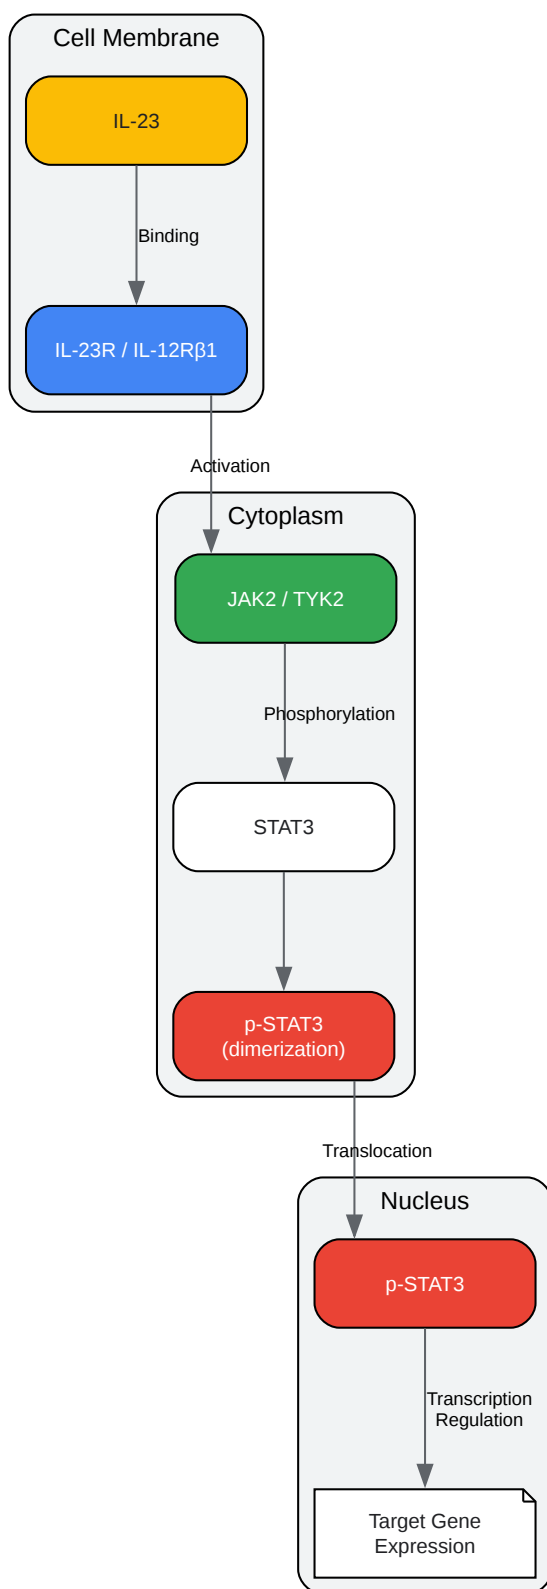 Cell Membrane
IL-23
Binding
IL-23R / IL-12Rβ1
Activation
Cytoplasm
JAK2 / TYK2
Phosphorylation
STAT3
p-STAT3
(dimerization)
Translocation
Nucleus
p-STAT3
Transcription
Regulation
Target Gene
Expression